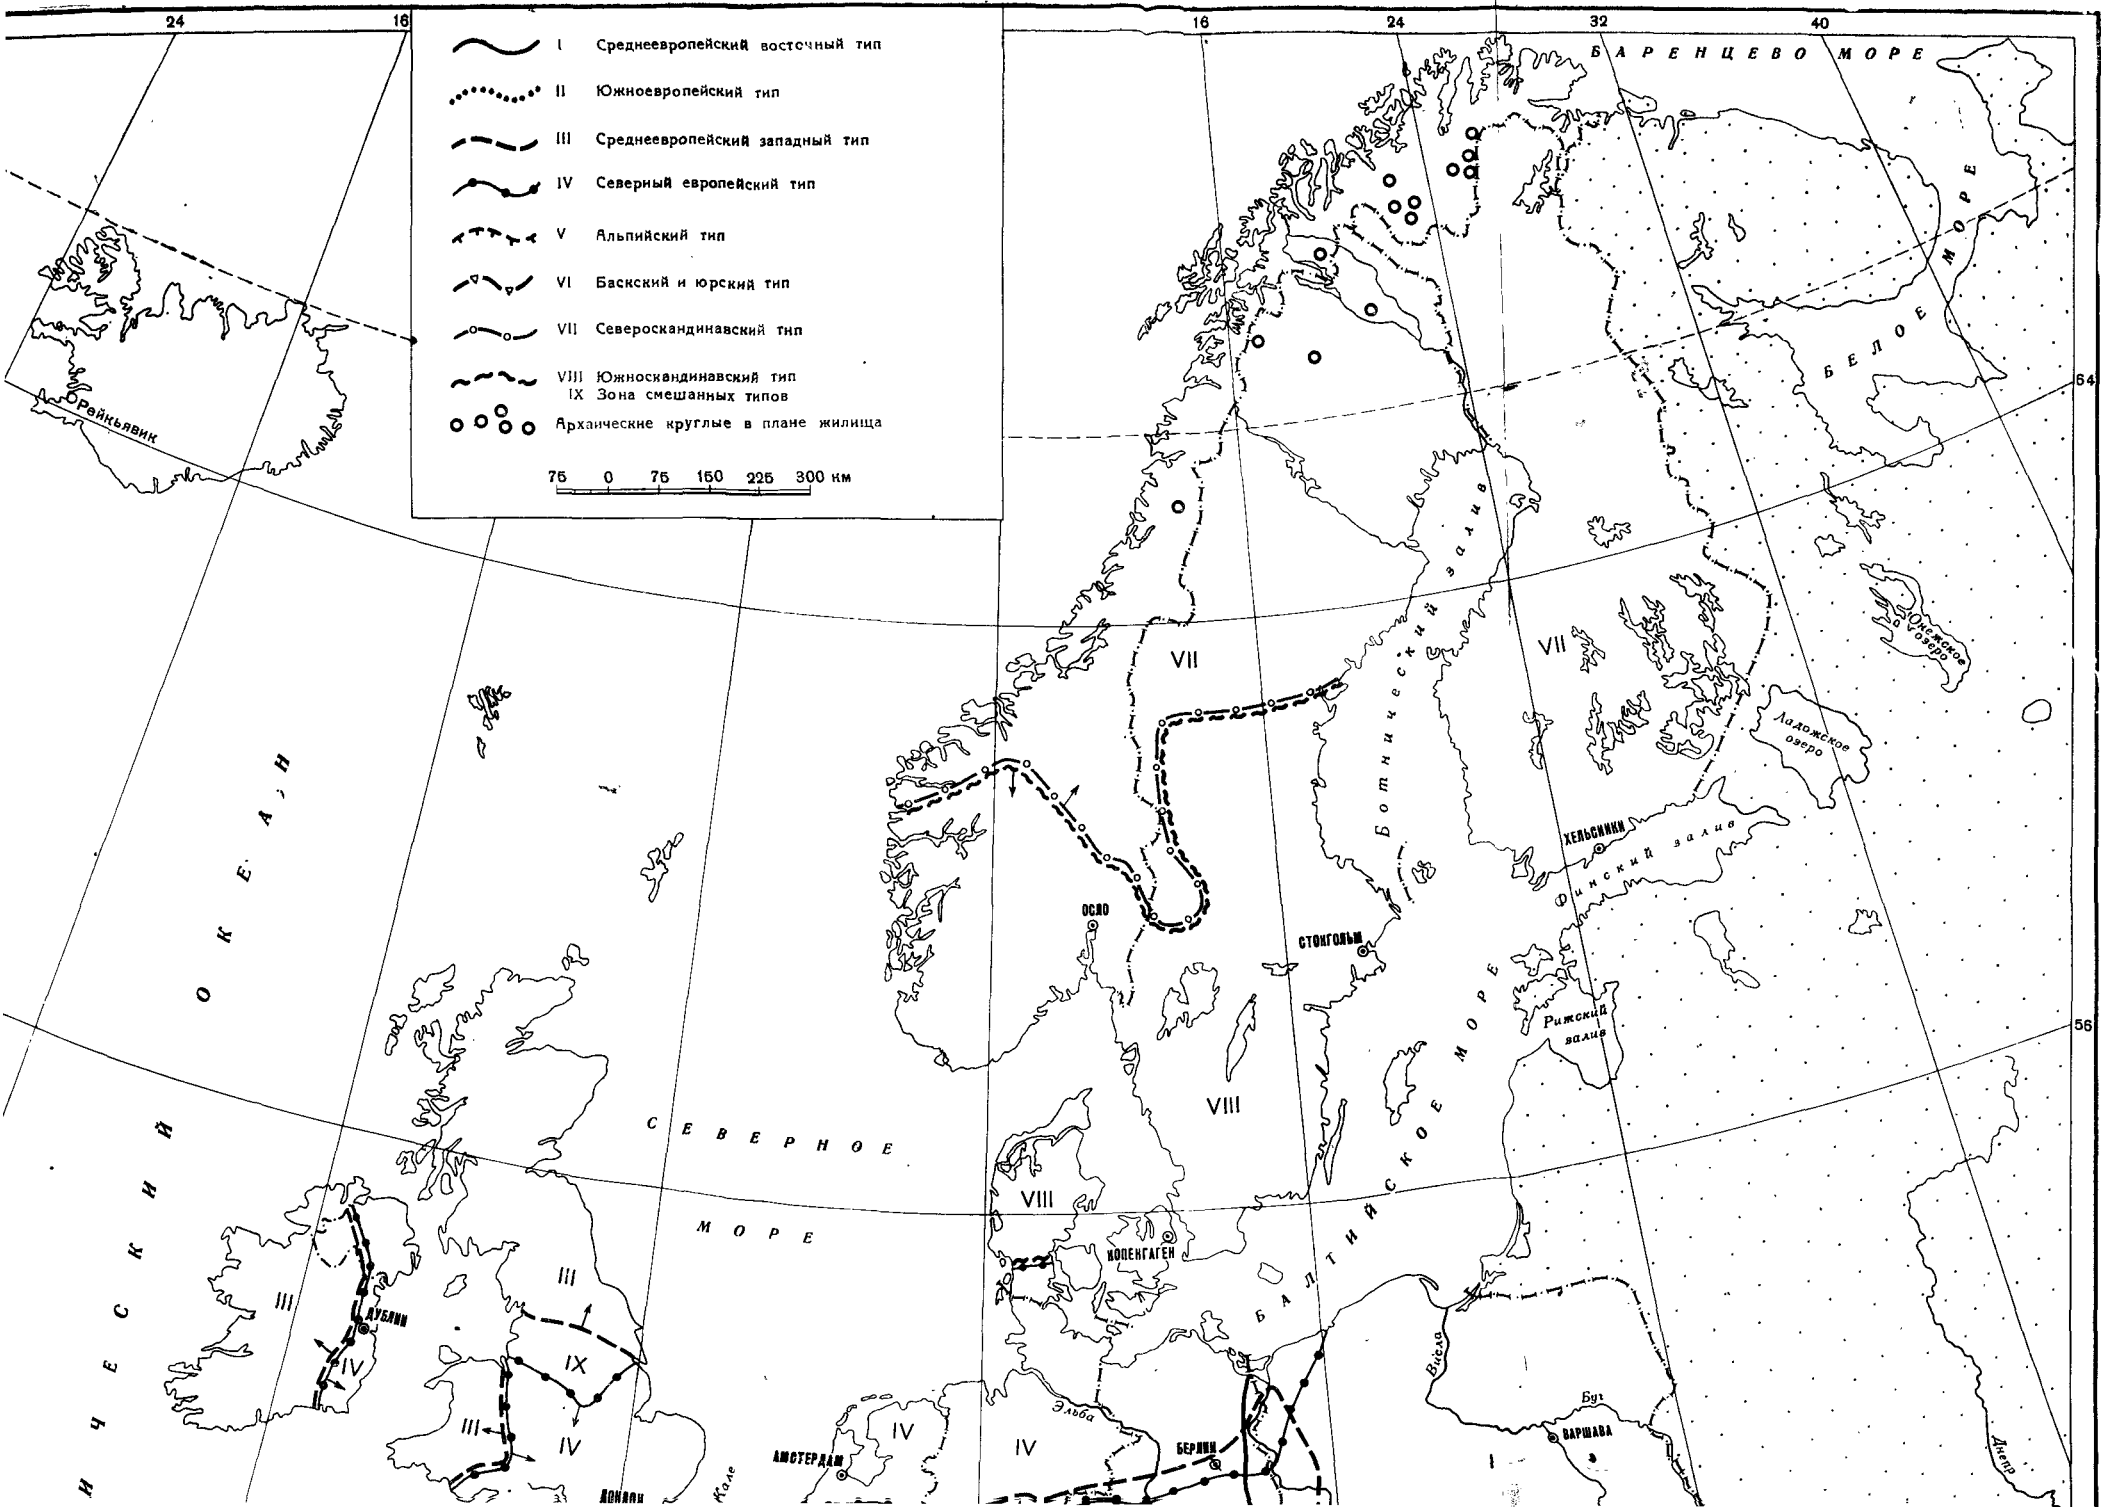 24
16
16
24
32
40
I Среднеевропейский восточный тип
II Южноевропейский тип
III Среднеевропейский западный тип
IV Северный европейский тип
V Альпийский тип
VI Баскский и юрский тип
VII Североскандинавский тип
VIII Южноскандинавский тип
IX Зона смешанных типов
Архаические круглые в плане жилища
75 0 75 150 225 300 км
БАРЕНЦЕВО МОРЕ
БЕЛОЕ МОРЕ
64
Рейкьявик
Ботнический залив
VII
VII
Онежское озеро
Ладожское
озеро
ХЕЛЬСИНКИ
Финский залив
ОСЛО
СТОКГОЛЬМ
Рижский
залив
56
ИЧЕСКИЙ ОКЕАН
СЕВЕРНОЕ
МОРЕ
VIII
VIII
КОПЕНГАГЕН
БАЛТИЙСКОЕ МОРЕ
III
III
ДУБЛИН
IV
IX
III
IV
IV
IV
Эльба
Висла
Буг
ВАРШАВА
БЕРЛИН
АМСТЕРДАМ
Кале
ЛОНДОН
Днепр